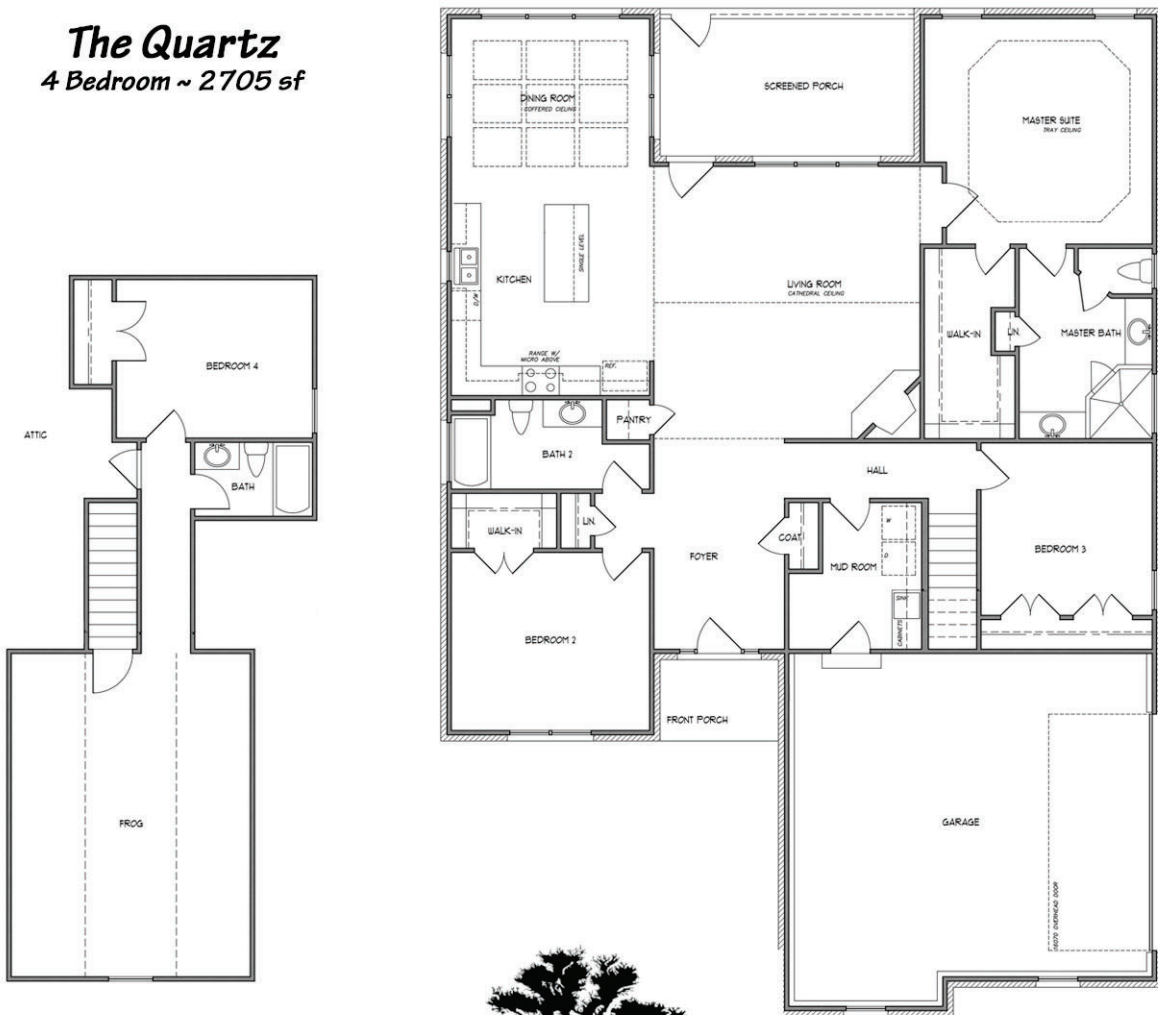 The Quartz
4 Bedroom ~ 2705 sf
DINING ROOM
COFFERED CIELING
SCREENED PORCH
MASTER SUITE
TRAY CEILING
KITCHEN
SINGLE LEVEL
D/W
RANGE W/
MICRO ABOVE
REF.
LIVING ROOM
CATHEDRAL CEILING
WALK-IN
LIN.
MASTER BATH
BEDROOM 4
ATTIC
BATH
PANTRY
BATH 2
HALL
WALK-IN
LIN.
COAT
W
D
MUD ROOM
SINK
CABINETS
FOYER
BEDROOM 3
BEDROOM 2
FRONT PORCH
FROG
GARAGE
16070 OVERHEAD DOOR